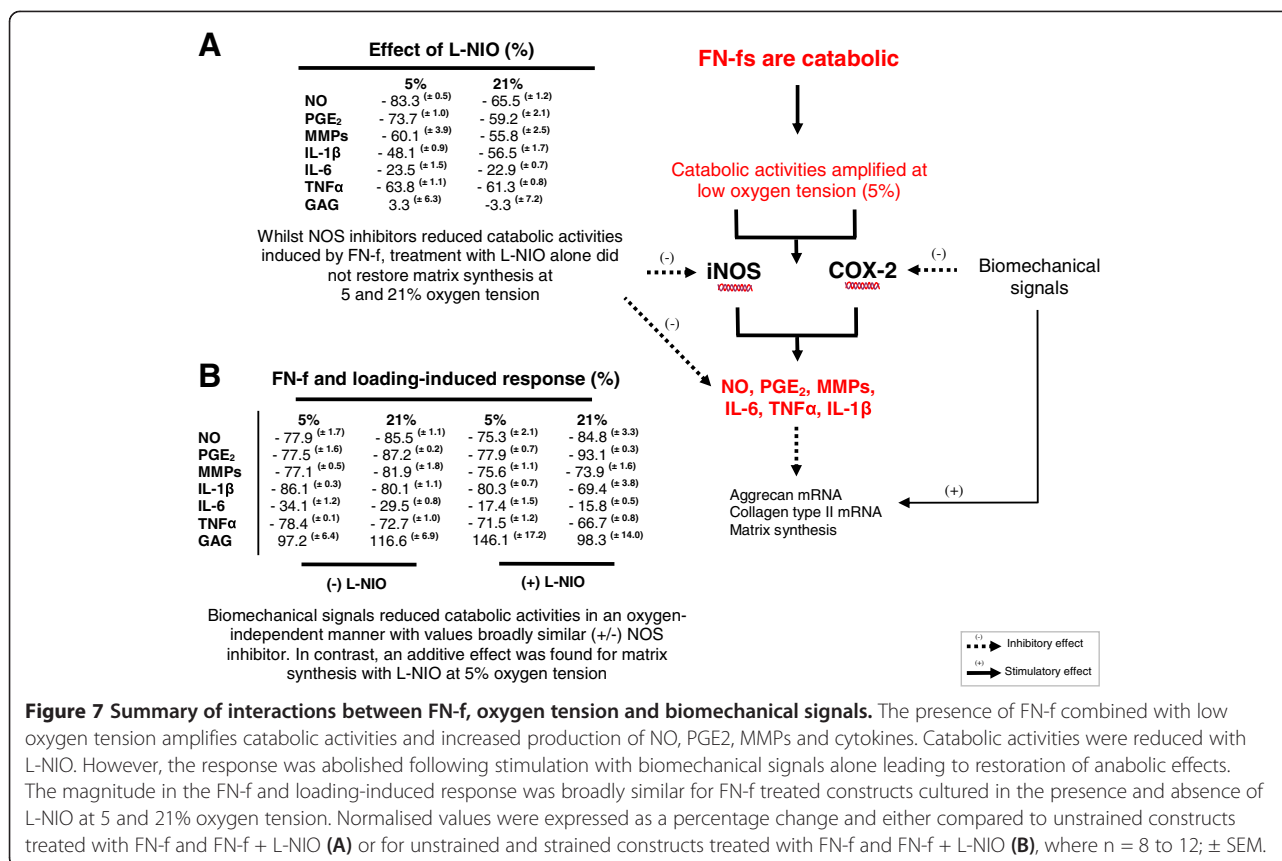 A
Effect of L-NIO (%)
5% 21%
NO - 83.3 (± 0.5) - 65.5 (± 1.2)
PGE2 - 73.7 (± 1.0) - 59.2 (± 2.1)
MMPs - 60.1 (± 3.9) - 55.8 (± 2.5)
IL-1β - 48.1 (± 0.9) - 56.5 (± 1.7)
IL-6 - 23.5 (± 1.5) - 22.9 (± 0.7)
TNFα - 63.8 (± 1.1) - 61.3 (± 0.8)
GAG 3.3 (± 6.3) -3.3 (± 7.2)
Whilst NOS inhibitors reduced catabolic activities
induced by FN-f, treatment with L-NIO alone did
not restore matrix synthesis at
5 and 21% oxygen tension
FN-fs are catabolic
Catabolic activities amplified at
low oxygen tension (5%)
(-)
iNOS
COX-2
(-)
Biomechanical
signals
(-)
NO, PGE2, MMPs,
IL-6, TNFα, IL-1β
Aggrecan mRNA
Collagen type II mRNA
Matrix synthesis
(+)
B
FN-f and loading-induced response (%)
5% 21% 5% 21%
NO - 77.9 (± 1.7) - 85.5 (± 1.1) - 75.3 (± 2.1) - 84.8 (± 3.3)
PGE2 - 77.5 (± 1.6) - 87.2 (± 0.2) - 77.9 (± 0.7) - 93.1 (± 0.3)
MMPs - 77.1 (± 0.5) - 81.9 (± 1.8) - 75.6 (± 1.1) - 73.9 (± 1.6)
IL-1β - 86.1 (± 0.3) - 80.1 (± 1.1) - 80.3 (± 0.7) - 69.4 (± 3.8)
IL-6 - 34.1 (± 1.2) - 29.5 (± 0.8) - 17.4 (± 1.5) - 15.8 (± 0.5)
TNFα - 78.4 (± 0.1) - 72.7 (± 1.0) - 71.5 (± 1.2) - 66.7 (± 0.8)
GAG 97.2 (± 6.4) 116.6 (± 6.9) 146.1 (± 17.2) 98.3 (± 14.0)
(-) L-NIO (+) L-NIO
Biomechanical signals reduced catabolic activities in an oxygen-
independent manner with values broadly similar (+/-) NOS
inhibitor. In contrast, an additive effect was found for matrix
synthesis with L-NIO at 5% oxygen tension
(-) Inhibitory effect
(+) Stimulatory effect
Figure 7 Summary of interactions between FN-f, oxygen tension and biomechanical signals. The presence of FN-f combined with low
oxygen tension amplifies catabolic activities and increased production of NO, PGE2, MMPs and cytokines. Catabolic activities were reduced with
L-NIO. However, the response was abolished following stimulation with biomechanical signals alone leading to restoration of anabolic effects.
The magnitude in the FN-f and loading-induced response was broadly similar for FN-f treated constructs cultured in the presence and absence of
L-NIO at 5 and 21% oxygen tension. Normalised values were expressed as a percentage change and either compared to unstrained constructs
treated with FN-f and FN-f + L-NIO (A) or for unstrained and strained constructs treated with FN-f and FN-f + L-NIO (B), where n = 8 to 12; ± SEM.